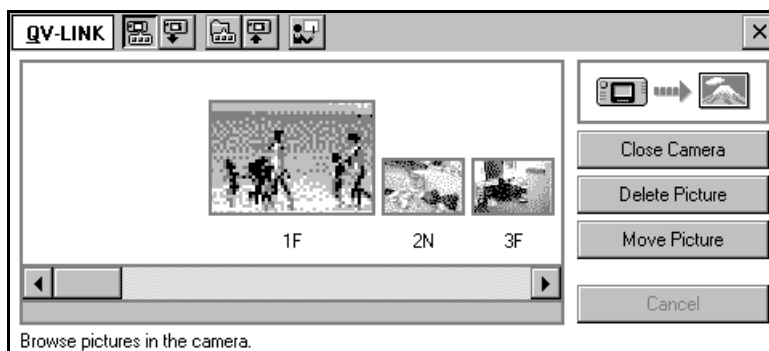 QV-LINK
Close Camera
Delete Picture
Move Picture
1F 2N 3F
Cancel
Browse pictures in the camera.